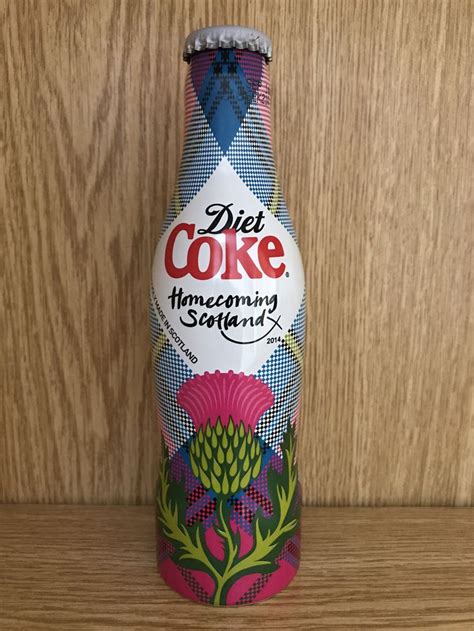 Diet
Coke®
Homecoming
Scotland
2014
MADE IN SCOTLAND